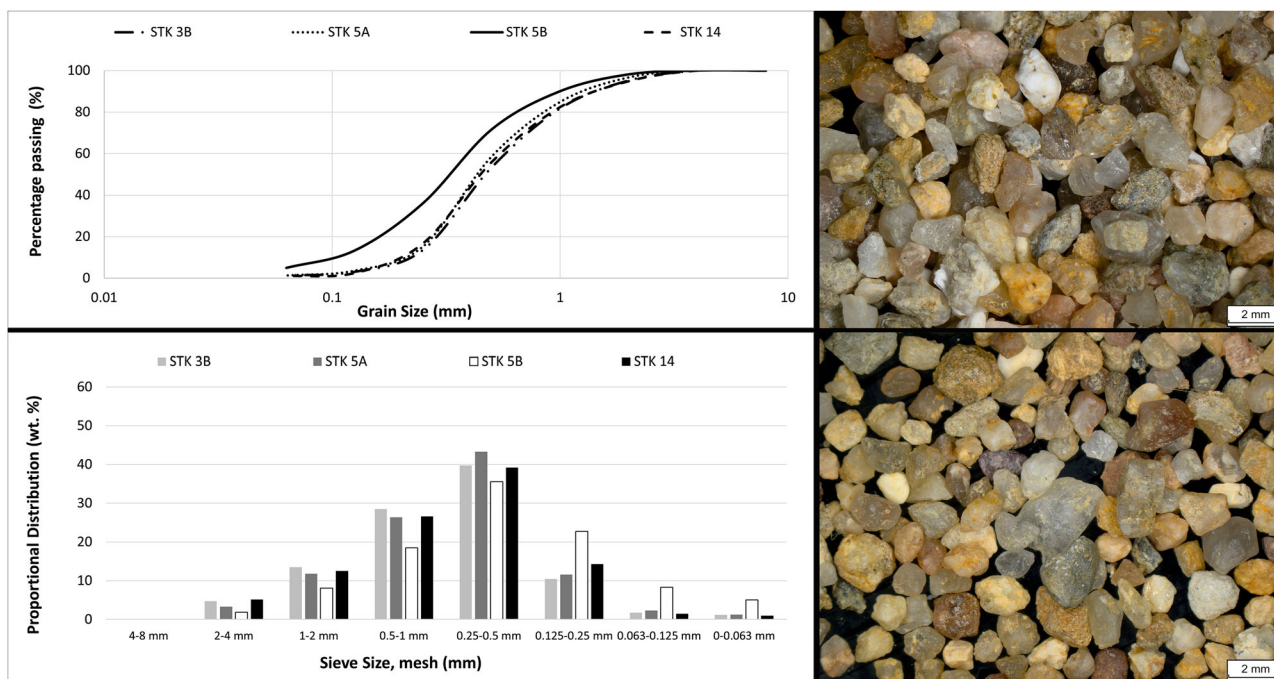 STK 3B STK 5A STK 5B STK 14
Percentage passing (%)
100
80
60
40
20
0
0.01 0.1 1 10
Grain Size (mm)
2 mm
STK 3B STK 5A STK 5B STK 14
Proportional Distribution (wt. %)
60
50
40
30
20
10
0
4-8 mm 2-4 mm 1-2 mm 0.5-1 mm 0.25-0.5 mm 0.125-0.25 mm 0.063-0.125 mm 0-0.063 mm
Sieve Size, mesh (mm)
2 mm